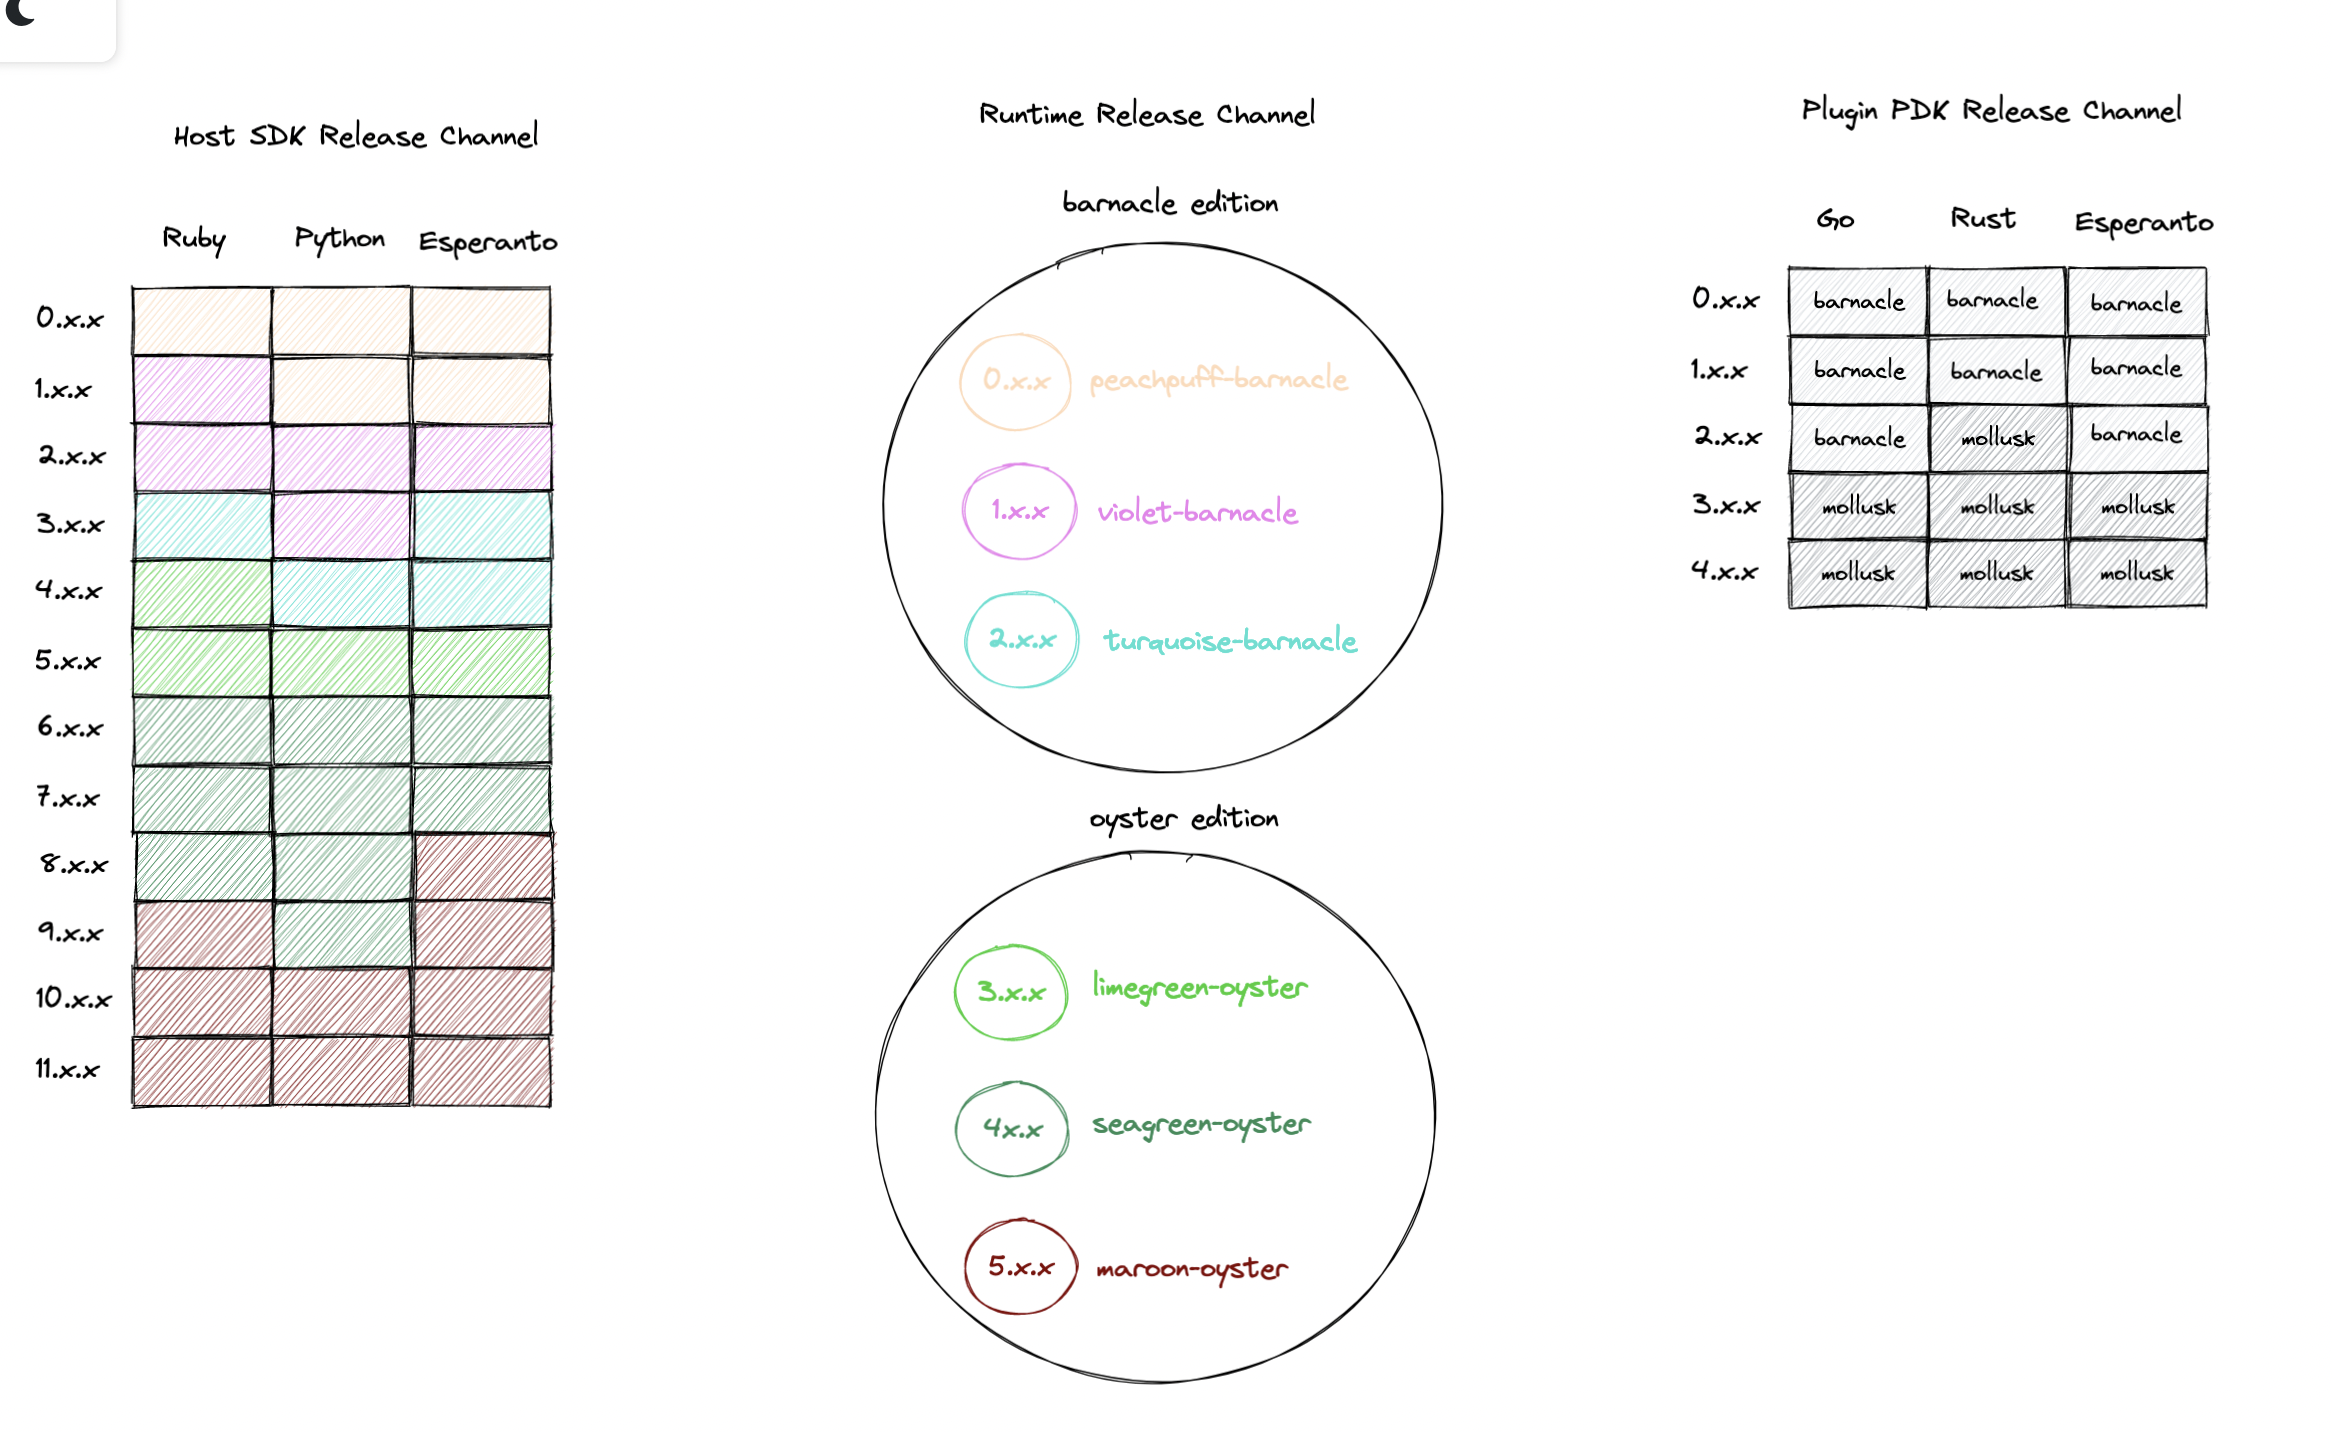 Host SDK Release Channel
Ruby Python Esperanto
0.x.x
1.x.x
2.x.x
3.x.x
4.x.x
5.x.x
6.x.x
7.x.x
8.x.x
9.x.x
10.x.x
11.x.x
Runtime Release Channel
barnacle edition
0.x.x peachpuff-barnacle
1.x.x violet-barnacle
2.x.x turquoise-barnacle
oyster edition
3.x.x limegreen-oyster
4x.x seagreen-oyster
5.x.x maroon-oyster
Plugin PDK Release Channel
Go Rust Esperanto
0.x.x barnacle barnacle barnacle
1.x.x barnacle barnacle barnacle
2.x.x barnacle mollusk barnacle
3.x.x mollusk mollusk mollusk
4.x.x mollusk mollusk mollusk